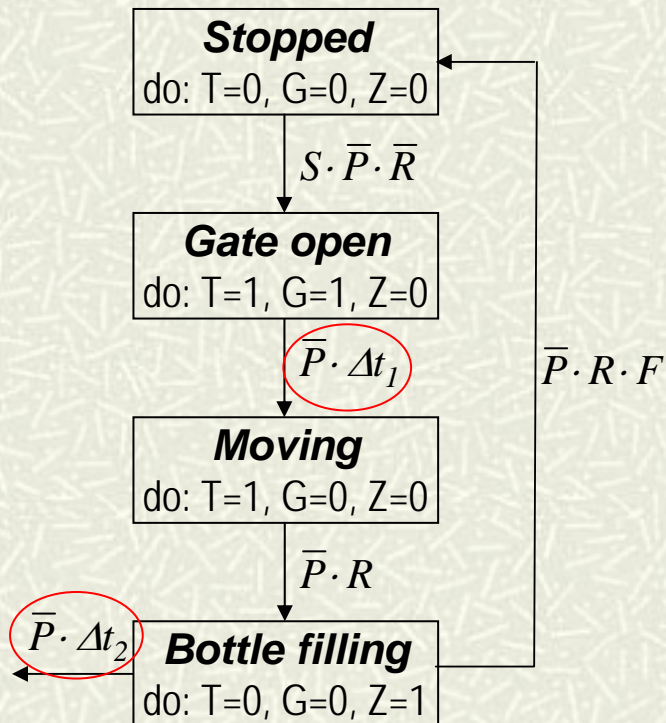 Stopped
do: T=0, G=0, Z=0
S · P̅ · R̅
Gate open
do: T=1, G=1, Z=0
P̅ · Δt₁
P̅ · R · F
Moving
do: T=1, G=0, Z=0
P̅ · R
P̅ · Δt₂
Bottle filling
do: T=0, G=0, Z=1